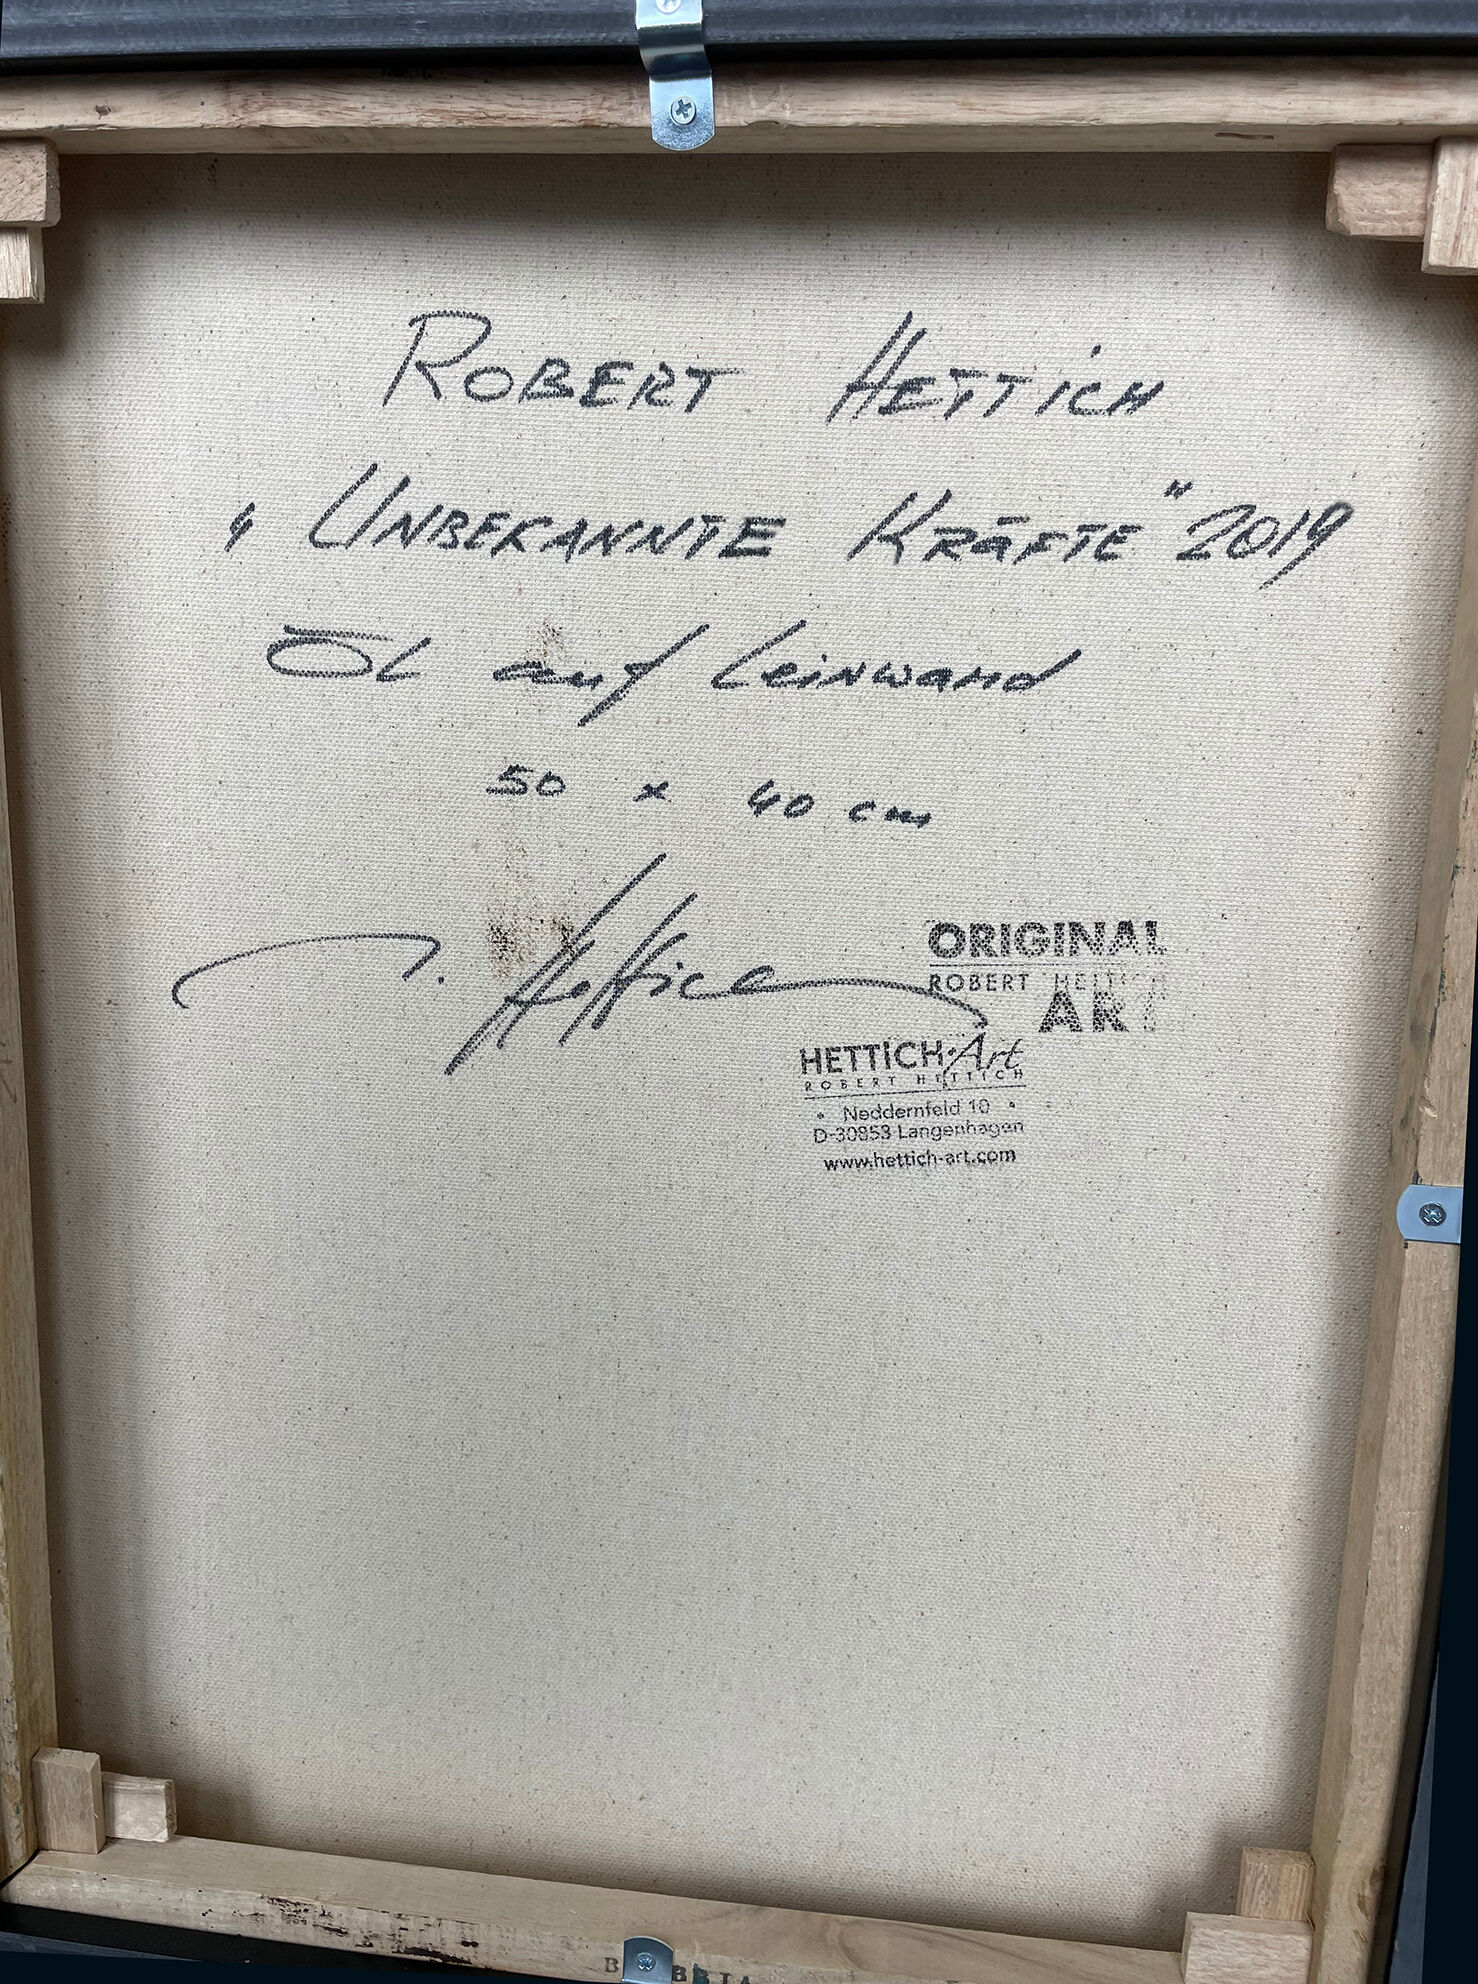 ROBERT HETTICH
„UNBEKANNTE KRÄFTE" 2019
ÖL auf Leinwand
50 x 40 cm
Hettich
ORIGINAL
ROBERT HETTICH
ART
HETTICH-Art
ROBERT HETTICH
• Neddernfeld 10 •
D-30853 Langenhagen
www.hettich-art.com